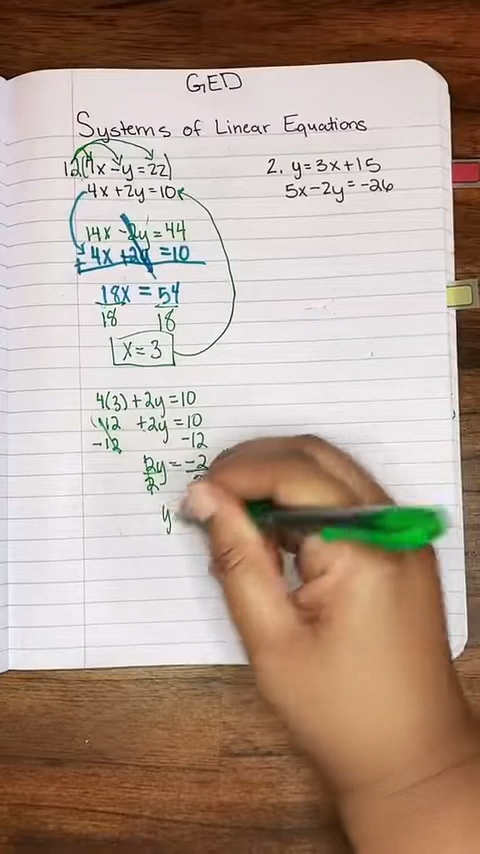 GED
Systems of Linear Equations
12(7x - y = 22)
4x + 2y = 10
14x - 2y = 44
+ 4x + 2y = 10
18x = 54
18 18
x = 3
4(3) + 2y = 10
12 + 2y = 10
-12 -12
2y = -2
2
y
2. y = 3x + 15
5x - 2y = -26